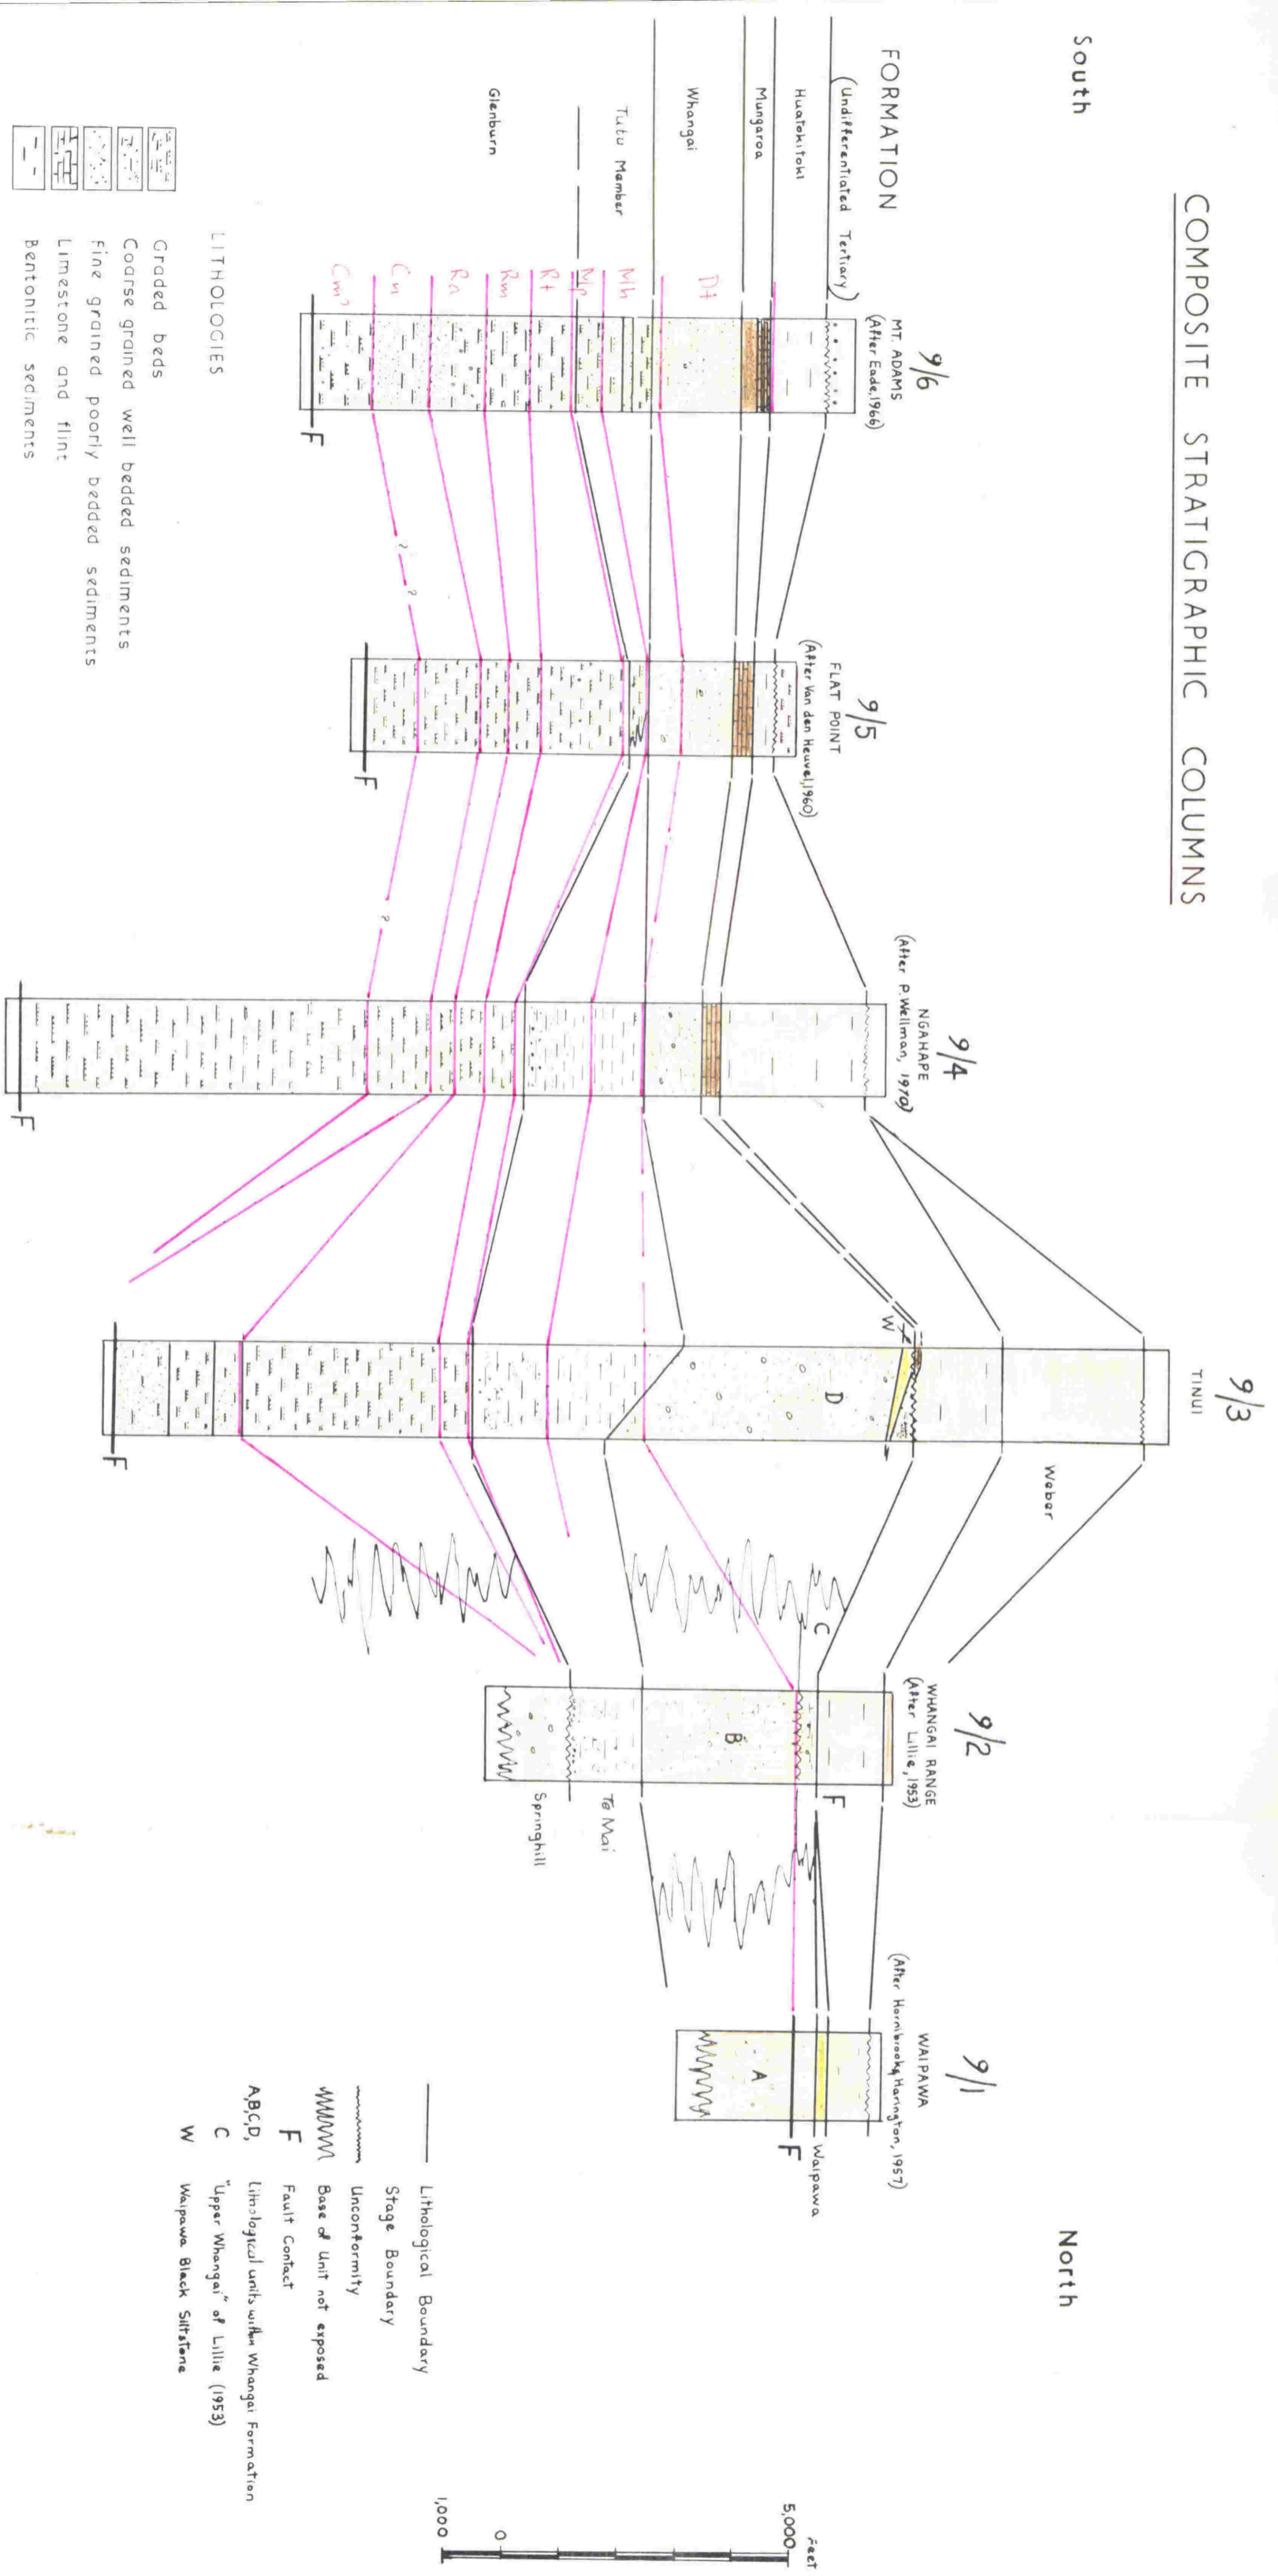 COMPOSITE STRATIGRAPHIC COLUMNS
South
North
FORMATION
(Undifferentiated Tertiary)
Huatokitoki
Mungaroa
Whangai
Tutu Member
Glenburn
9/6
MT. ADAMS
(After Eade, 1966)
Dt
Mh
Mp
Rt
Rm
Ra
Cn
Cm?
F
9/5
FLAT POINT
(After Van den Heuvel, 1960)
? ?
F
9/4
NGAHAPE
(After P. Wellman, 1970)
?
F
9/3
TINUI
W
D
Weber
F
9/2
WHANGAI RANGE
(After Lillie, 1953)
C
F
B
Te Mai
Springhill
9/1
WAIPAWA
(After Hornibrook & Harington, 1957)
Waipawa
F
A
LITHOLOGIES
Graded beds
Coarse grained well bedded sediments
Fine grained poorly bedded sediments
Limestone and flint
Bentonitic sediments
Lithological Boundary
Stage Boundary
Unconformity
Base of Unit not exposed
F Fault Contact
A,B,C,D, Lithological units within Whangai Formation
C "Upper Whangai" of Lillie (1953)
W Waipawa Black Siltstone
Feet
5,000
0
1,000